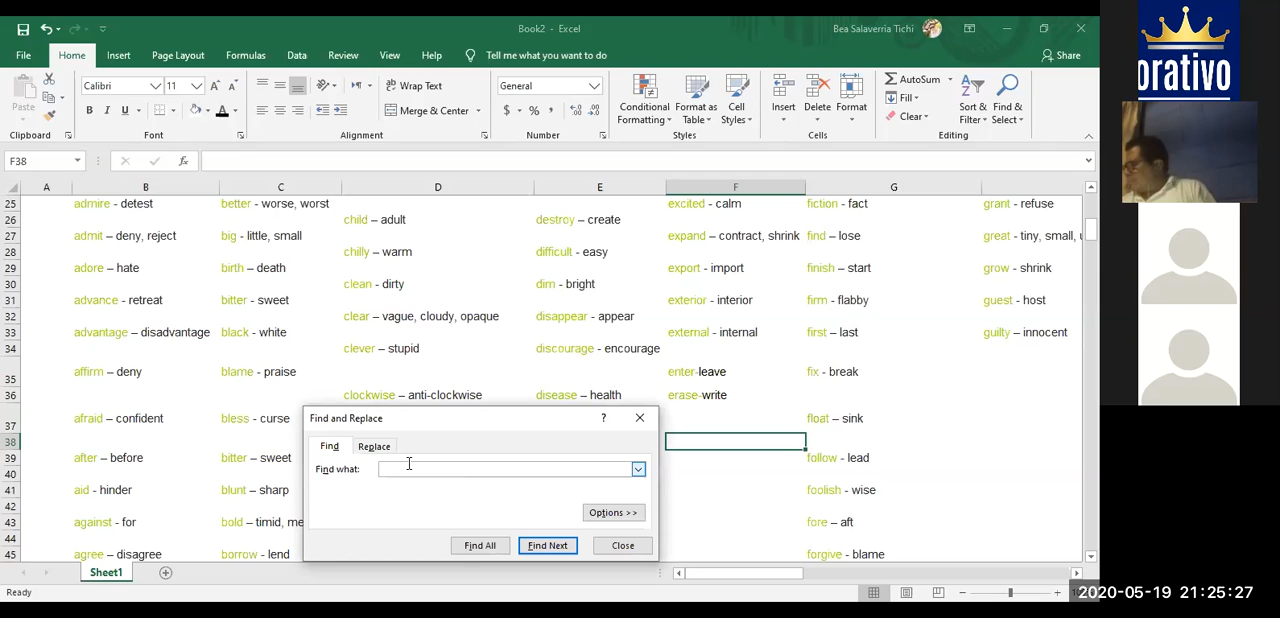 Book2 - Excel
Bea Salaverria Tichi
File Home Insert Page Layout Formulas Data Review View Help Tell me what you want to do Share
Paste
Calibri 11
B I U
Wrap Text
Merge & Center
General
$ % ,
Conditional Formatting
Format as Table
Cell Styles
Insert Delete Format
AutoSum
Fill
Clear
Sort & Filter
Find & Select
Clipboard Font Alignment Number Styles Cells Editing
F38 fx
A B C D E F G
25 admire - detest better - worse, worst excited - calm fiction - fact grant - refuse
26 child – adult destroy – create
27 admit – deny, reject big - little, small expand – contract, shrink find – lose great - tiny, small, u
28 chilly – warm difficult - easy
29 adore – hate birth – death export - import finish – start grow – shrink
30 clean - dirty dim - bright
31 advance - retreat bitter - sweet exterior - interior firm - flabby guest - host
32 clear – vague, cloudy, opaque disappear - appear
33 advantage – disadvantage black - white external - internal first – last guilty – innocent
34 clever – stupid discourage - encourage
35 affirm – deny blame - praise enter-leave fix - break
36 clockwise – anti-clockwise disease – health erase-write
37 afraid – confident bless - curse float – sink
38
39 after – before bitter – sweet follow - lead
40
41 aid - hinder blunt – sharp foolish - wise
42
43 against - for bold – timid, me fore – aft
44
45 agree – disagree borrow - lend forgive - blame
Find and Replace ?
Find Replace
Find what:
Options >>
Find All Find Next Close
Sheet1
Ready
orativo
2020-05-19 21:25:27